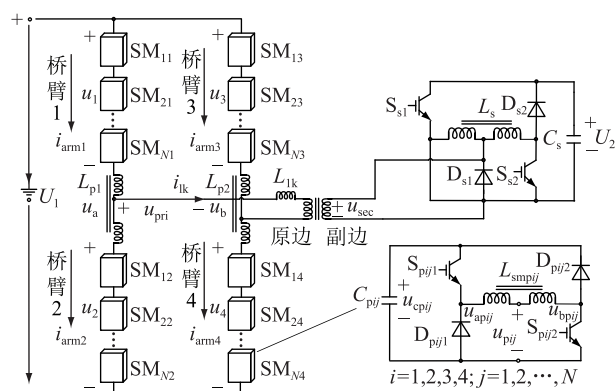 +
+ SM11 + SM13
桥臂1 桥臂3
u1 SM21 u3 SM23
iarm1 iarm3
− SMN1 − SMN3
Lp1 ilk Lp2 L1k
U1
ua + upri − ub + usec −
原边 副边
+ SM12 + SM14
桥臂2 桥臂4
u2 SM22 u4 SM24
iarm2 iarm4
− SMN2 − SMN4
Ss1 Ls Ds2 Cs + U2 −
Ds1 Ss2
Spij1 Dpij2
Lsmpij
Cpij + ucpij − uapij + ubpij
Dpij1 upij − Spij2
i=1,2,3,4; j=1,2,⋯,N